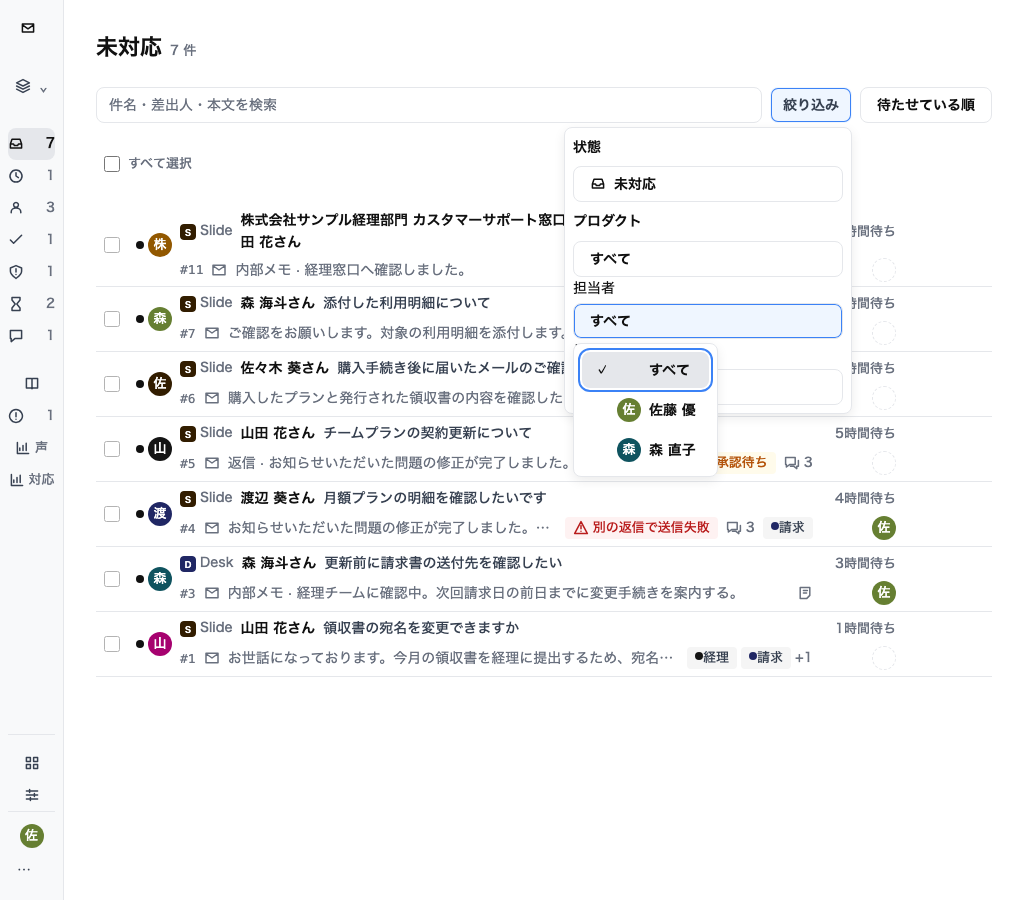 未対応 7 件
件名・差出人・本文を検索
絞り込み
待たせている順
7
1
3
1
1
2
1
1
声
対応
佐
…
すべて選択
株
S Slide 株式会社サンプル経理部門 カスタマーサポート窓口
田 花さん
時間待ち
#11 内部メモ · 経理窓口へ確認しました。
森
S Slide 森 海斗さん 添付した利用明細について
#7 ご確認をお願いします。対象の利用明細を添付します。
佐
S Slide 佐々木 葵さん 購入手続き後に届いたメールのご確認
時間待ち
#6 購入したプランと発行された領収書の内容を確認した
山
S Slide 山田 花さん チームプランの契約更新について
5時間待ち
#5 返信 · お知らせいただいた問題の修正が完了しました。
承認待ち
3
渡
S Slide 渡辺 葵さん 月額プランの明細を確認したいです
4時間待ち
#4 お知らせいただいた問題の修正が完了しました。…
別の返信で送信失敗
3
請求
佐
森
D Desk 森 海斗さん 更新前に請求書の送付先を確認したい
3時間待ち
#3 内部メモ · 経理チームに確認中。次回請求日の前日までに変更手続きを案内する。
佐
山
S Slide 山田 花さん 領収書の宛名を変更できますか
1時間待ち
#1 お世話になっております。今月の領収書を経理に提出するため、宛名…
経理
請求
+1
状態
未対応
プロダクト
すべて
担当者
すべて
✓ すべて
佐 佐藤 優
森 森 直子